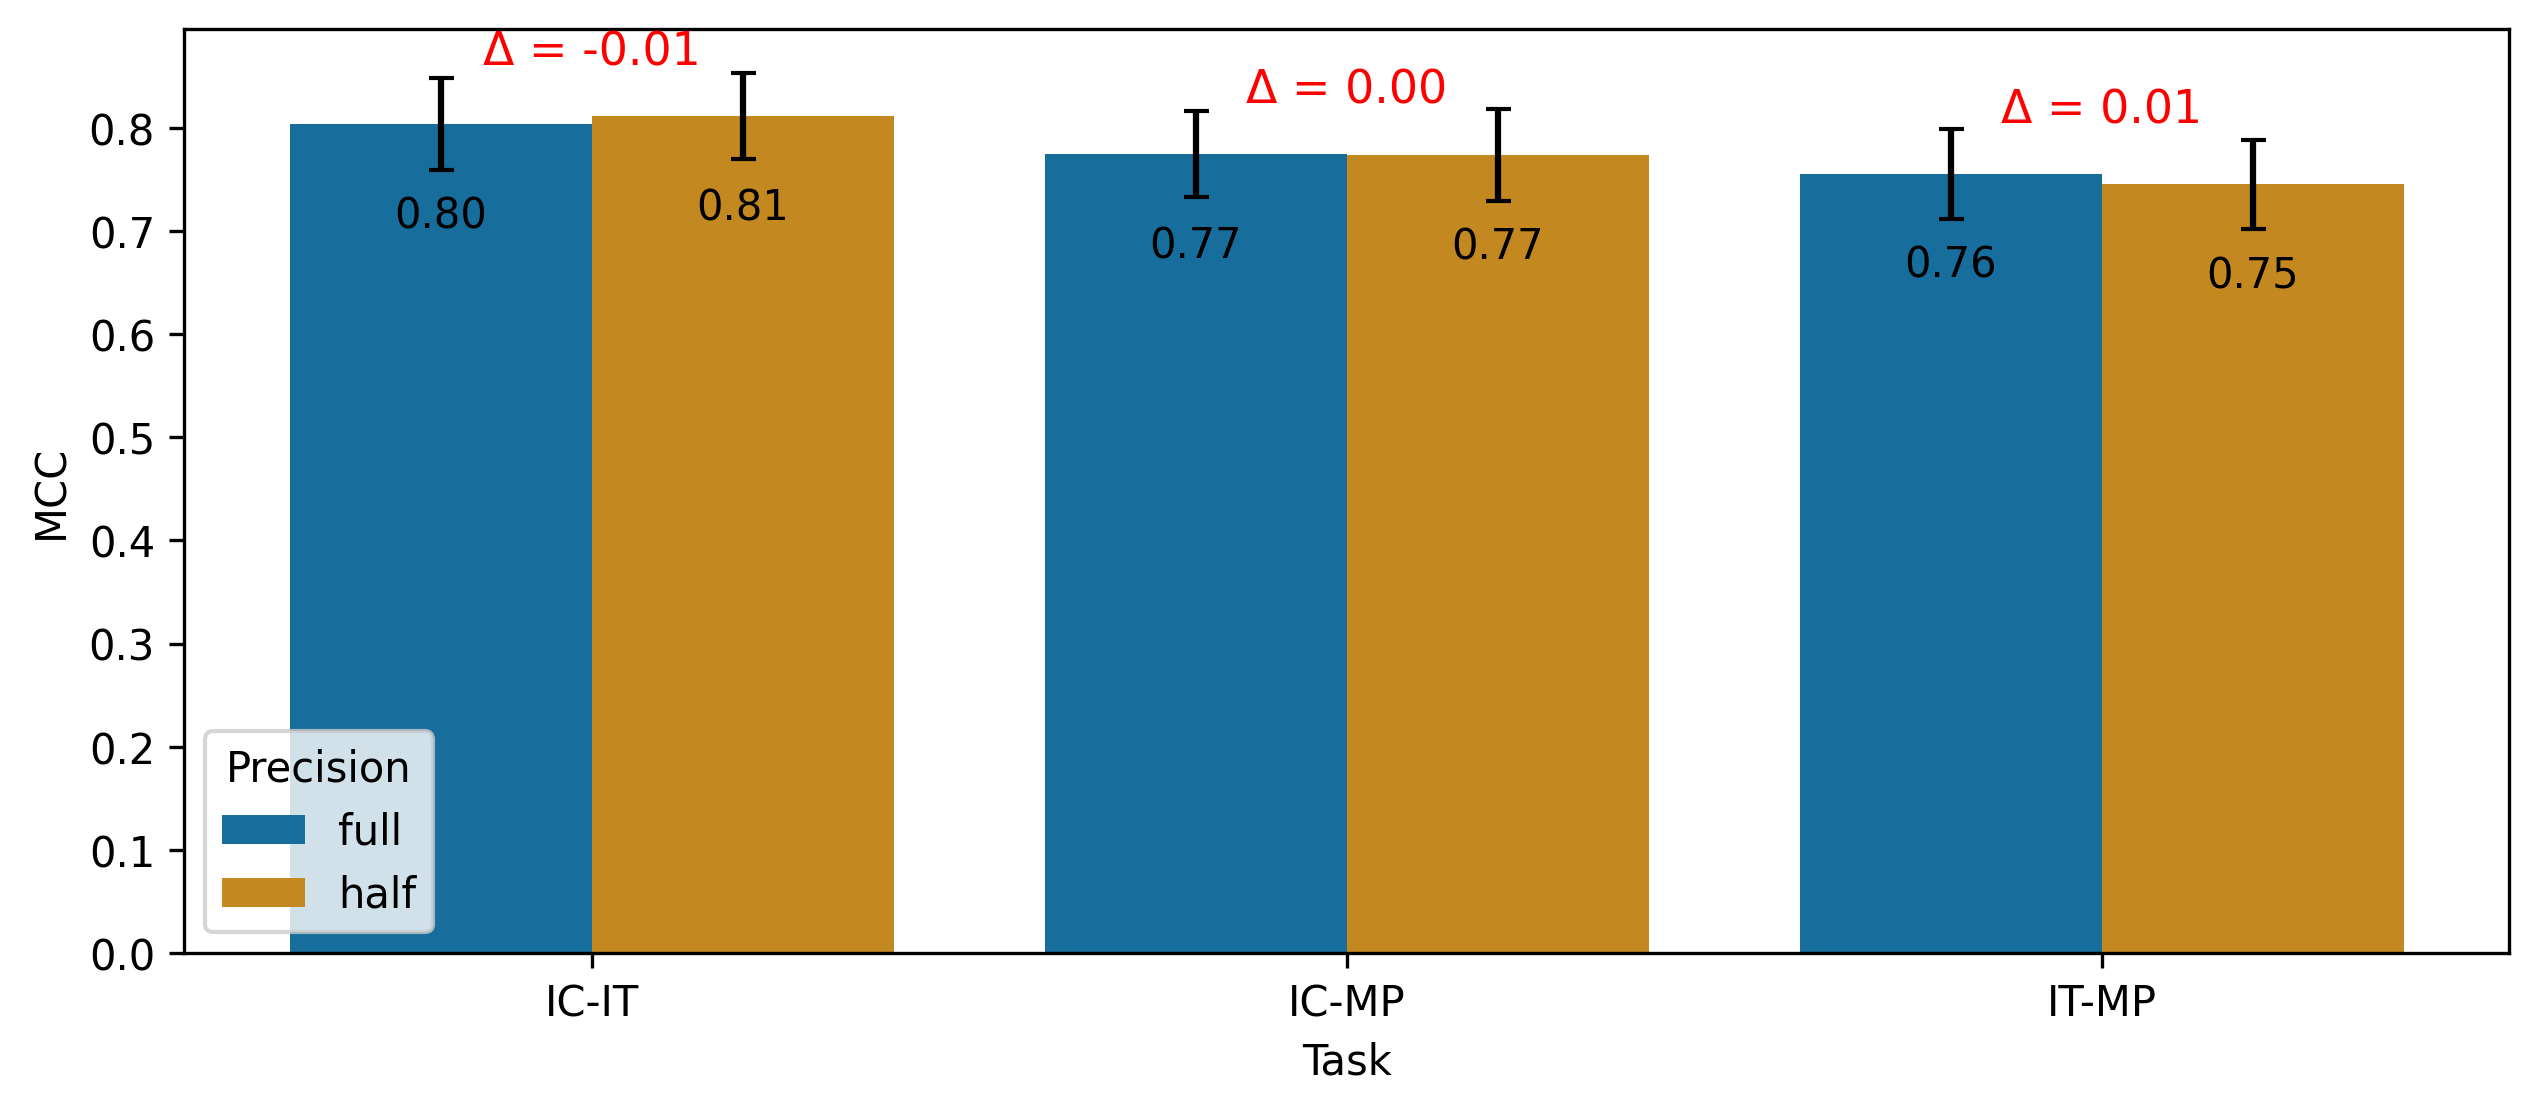 Δ = -0.01
Δ = 0.00
Δ = 0.01
0.80
0.81
0.77
0.77
0.76
0.75
0.8
0.7
0.6
0.5
0.4
0.3
0.2
0.1
0.0
MCC
Precision
full
half
IC-IT
IC-MP
IT-MP
Task